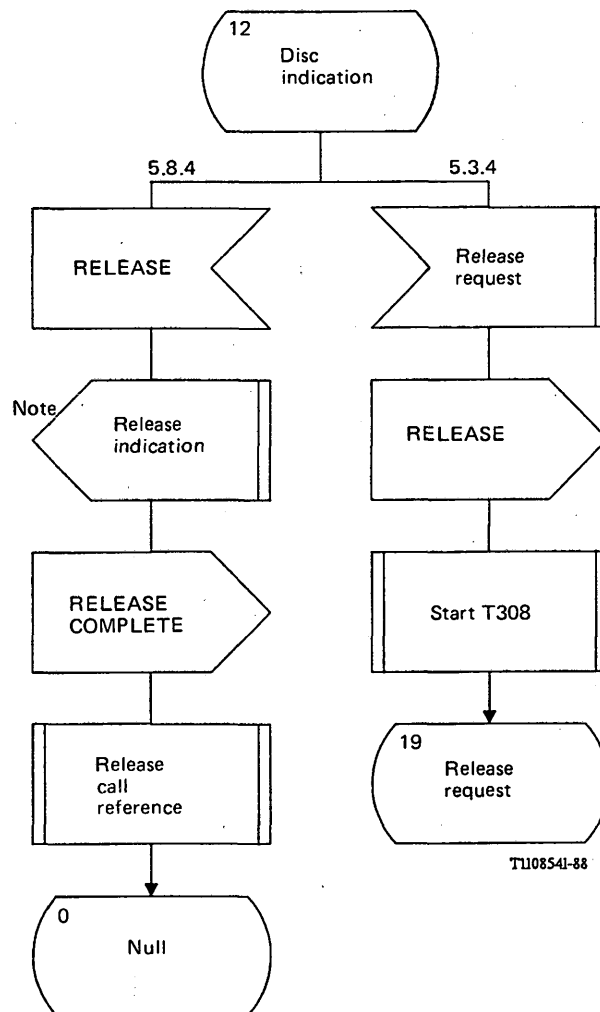 12
Disc
indication
5.8.4
5.3.4
RELEASE
Release
request
Note
Release
indication
RELEASE
RELEASE
COMPLETE
Start T308
Release
call
reference
19
Release
request
T1108541-88
0
Null